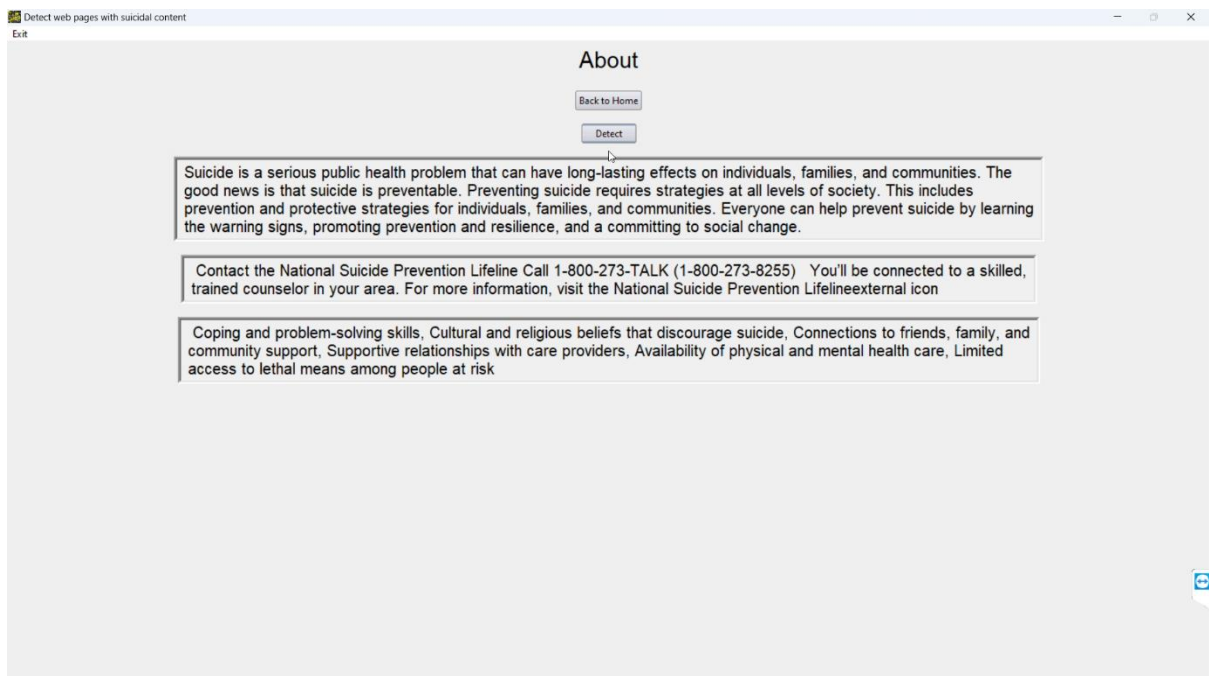 Detect web pages with suicidal content
Exit
About
Back to Home
Detect
Suicide is a serious public health problem that can have long-lasting effects on individuals, families, and communities. The
good news is that suicide is preventable. Preventing suicide requires strategies at all levels of society. This includes
prevention and protective strategies for individuals, families, and communities. Everyone can help prevent suicide by learning
the warning signs, promoting prevention and resilience, and a committing to social change.
Contact the National Suicide Prevention Lifeline Call 1-800-273-TALK (1-800-273-8255) You'll be connected to a skilled,
trained counselor in your area. For more information, visit the National Suicide Prevention Lifelineexternal icon
Coping and problem-solving skills, Cultural and religious beliefs that discourage suicide, Connections to friends, family, and
community support, Supportive relationships with care providers, Availability of physical and mental health care, Limited
access to lethal means among people at risk